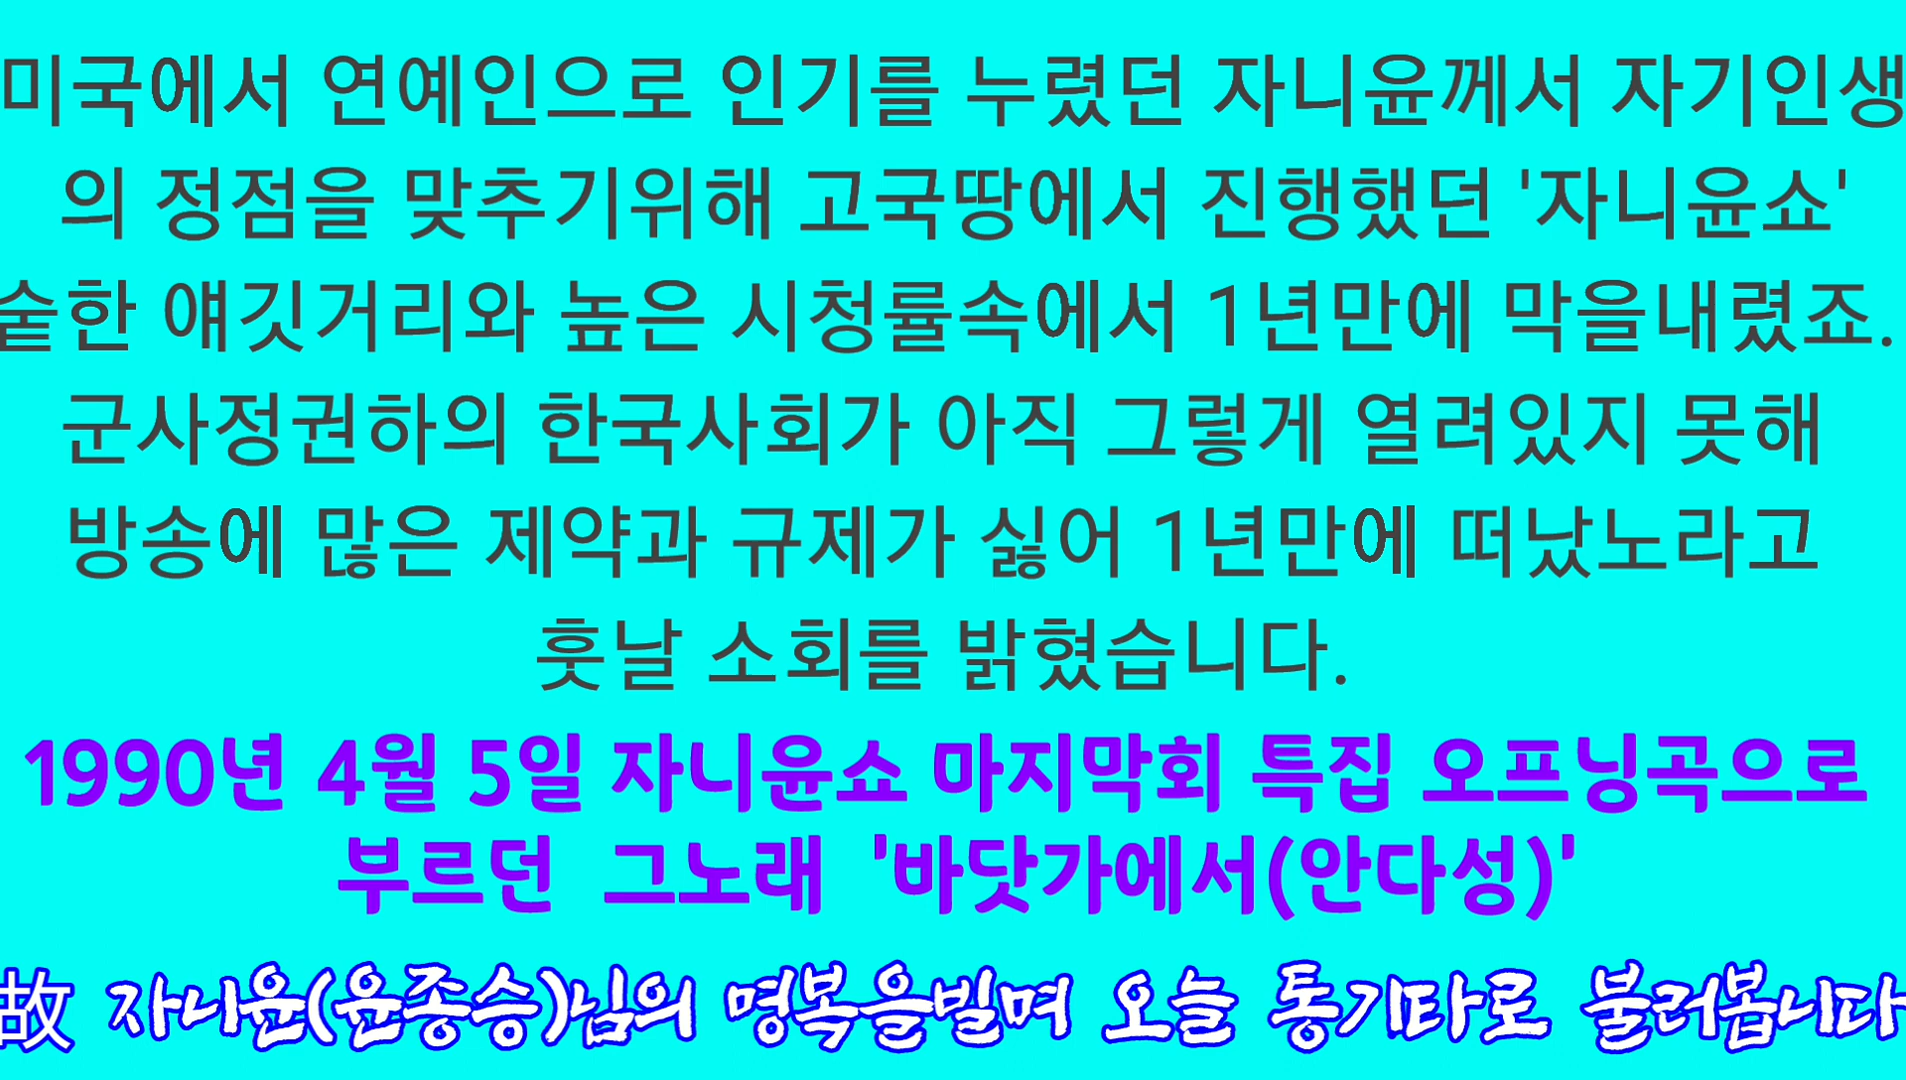 미국에서 연예인으로 인기를 누렸던 자니윤께서 자기인생
의 정점을 맞추기위해 고국땅에서 진행했던 '자니윤쇼'
숱한 얘깃거리와 높은 시청률속에서 1년만에 막을내렸죠.
군사정권하의 한국사회가 아직 그렇게 열려있지 못해
방송에 많은 제약과 규제가 싫어 1년만에 떠났노라고
훗날 소회를 밝혔습니다.
1990년 4월 5일 자니윤쇼 마지막회 특집 오프닝곡으로
부르던 그노래 '바닷가에서(안다성)'
故 자니윤(윤종승)님의 명복을빌며 오늘 통기타로 불러봅니다